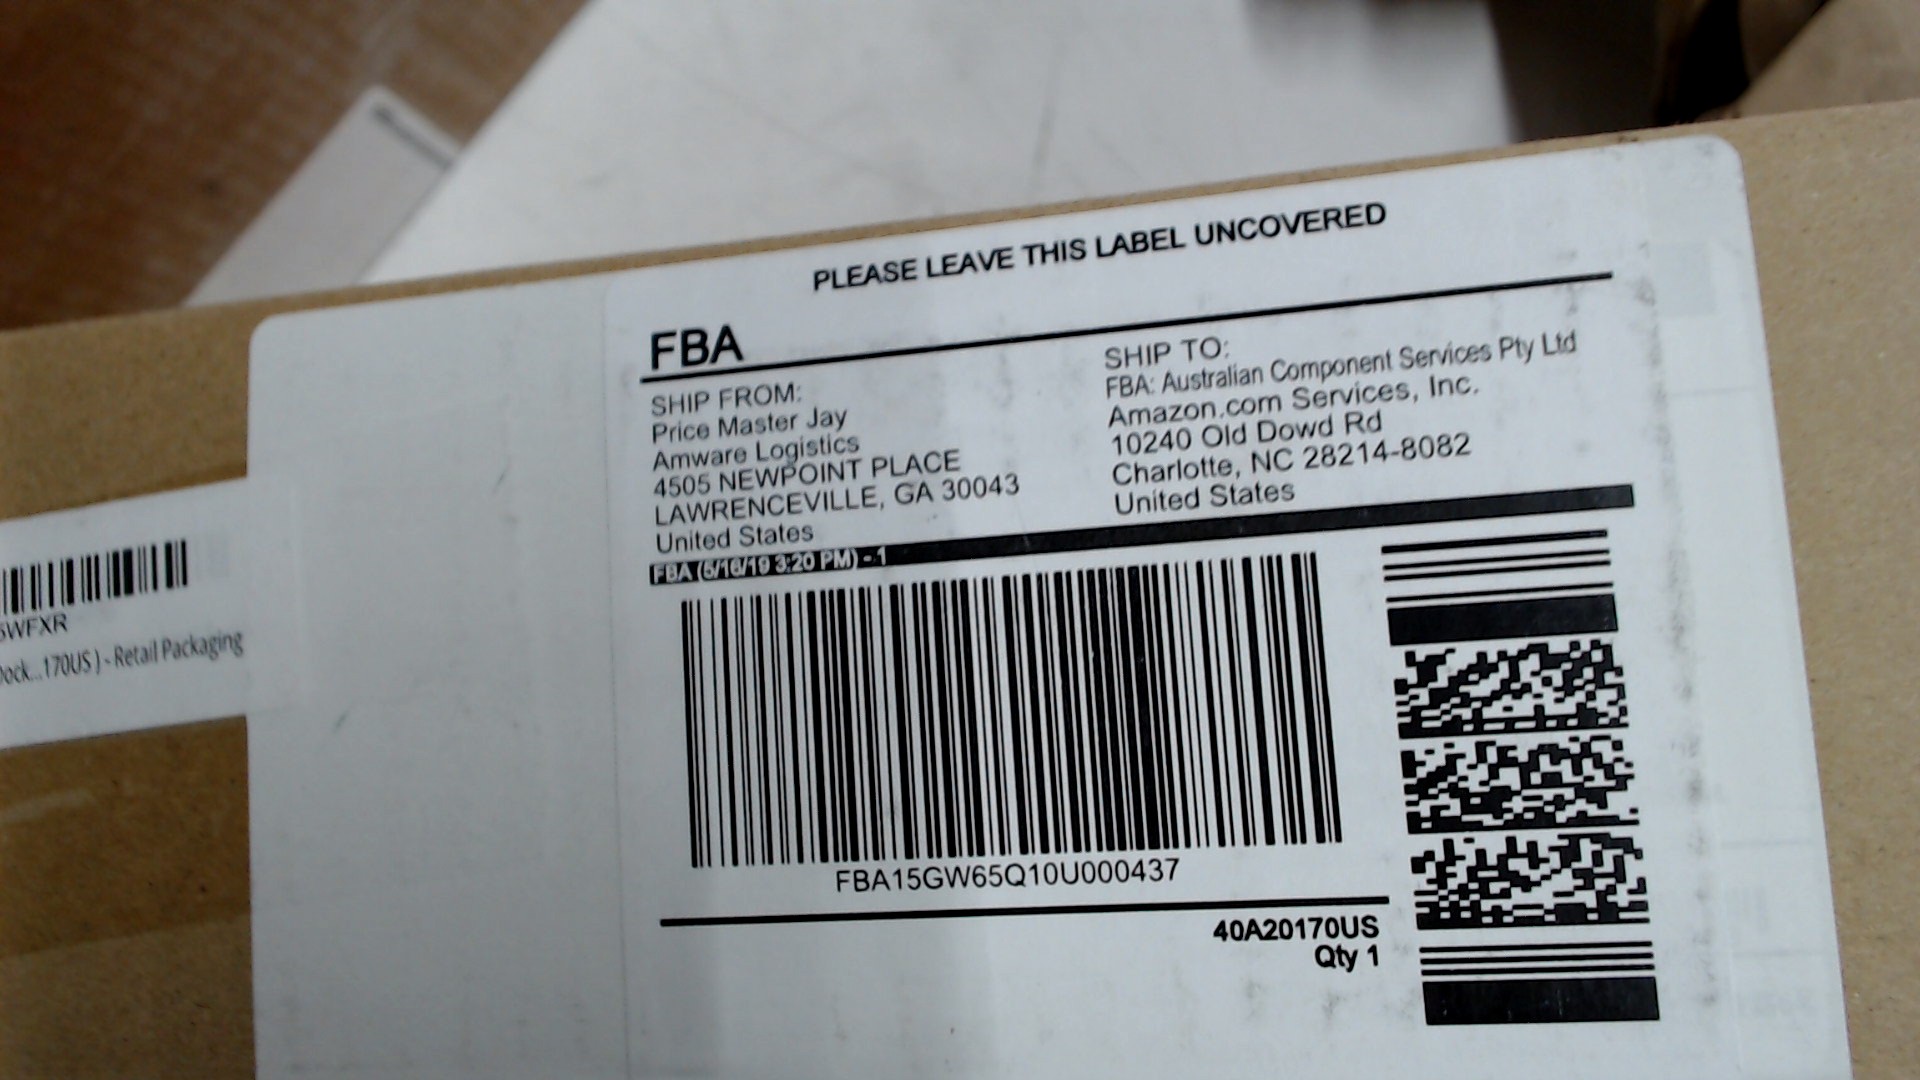 PLEASE LEAVE THIS LABEL UNCOVERED
FBA
SHIP FROM:
Price Master Jay
Amware Logistics
4505 NEWPOINT PLACE
LAWRENCEVILLE, GA 30043
United States
SHIP TO:
FBA: Australian Component Services Pty Ltd
Amazon.com Services, Inc.
10240 Old Dowd Rd
Charlotte, NC 28214-8082
United States
FBA (5/16/19 3:20 PM) - 1
FBA15GW65Q10U000437
40A20170US
Qty 1
WFXR
ock...170US ) - Retail Packaging